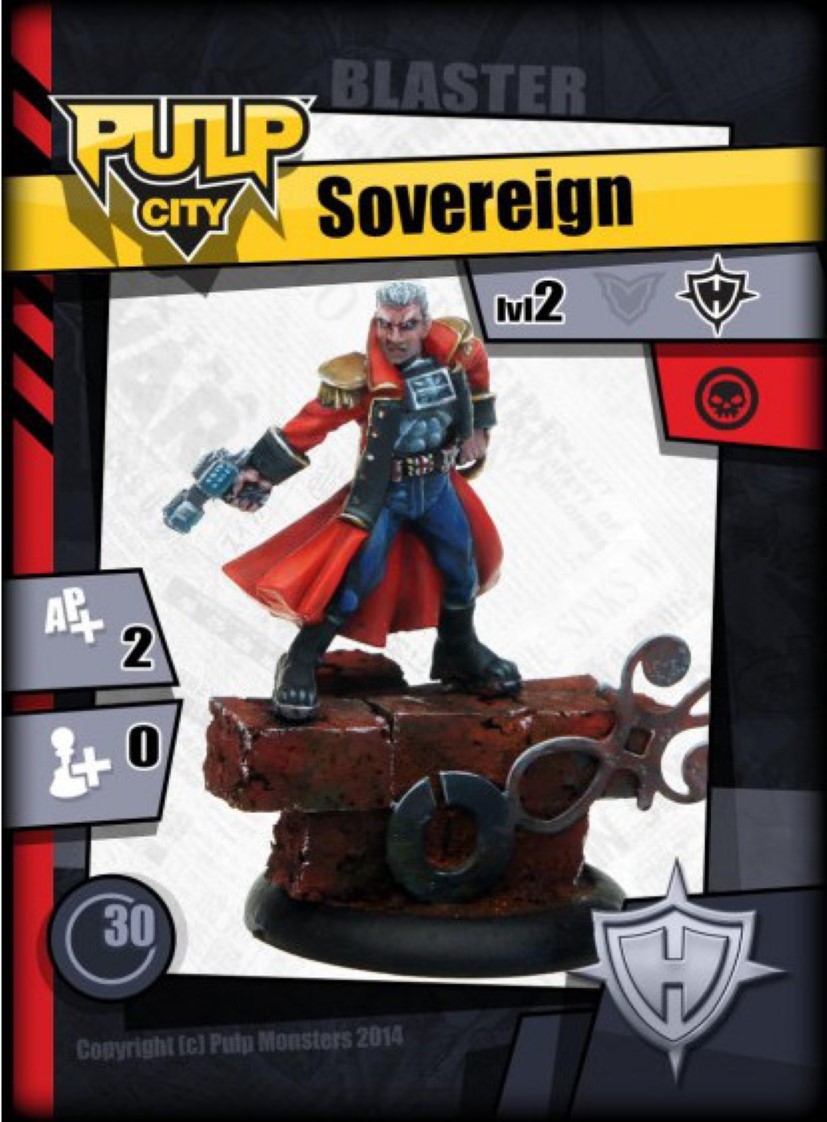 BLASTER
PULP
CITY
Sovereign
lvl2
H
AP+
2
+ 0
30
H
Copyright [c] Pulp Monsters 2014